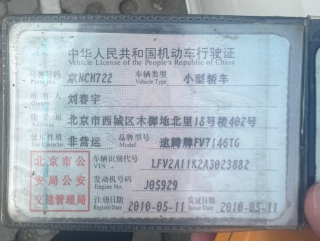 中华人民共和国机动车行驶证
Vehicle License of the People's Republic of China
号牌号码 京NCH722 车辆类型 小型轿车
Plate No. Vehicle Type
所有人 刘春宇
Owner
住址 北京市西城区木樨地北里18号楼402号
使用性质 非营运 品牌型号 速腾牌FV7146TG
Model
北京市公 车辆识别代号 LFV2A11K2A3023882
安局公安 VIN
交通管理局 发动机号码 J05929
Engine No.
注册日期 2010-05-11 发证日期 2010-05-11
Register Date Issue Date